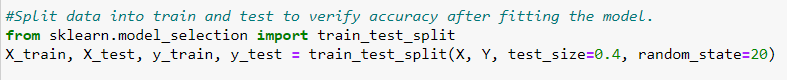 #Split data into train and test to verify accuracy after fitting the model.
from sklearn.model_selection import train_test_split
X_train, X_test, y_train, y_test = train_test_split(X, Y, test_size=0.4, random_state=20)